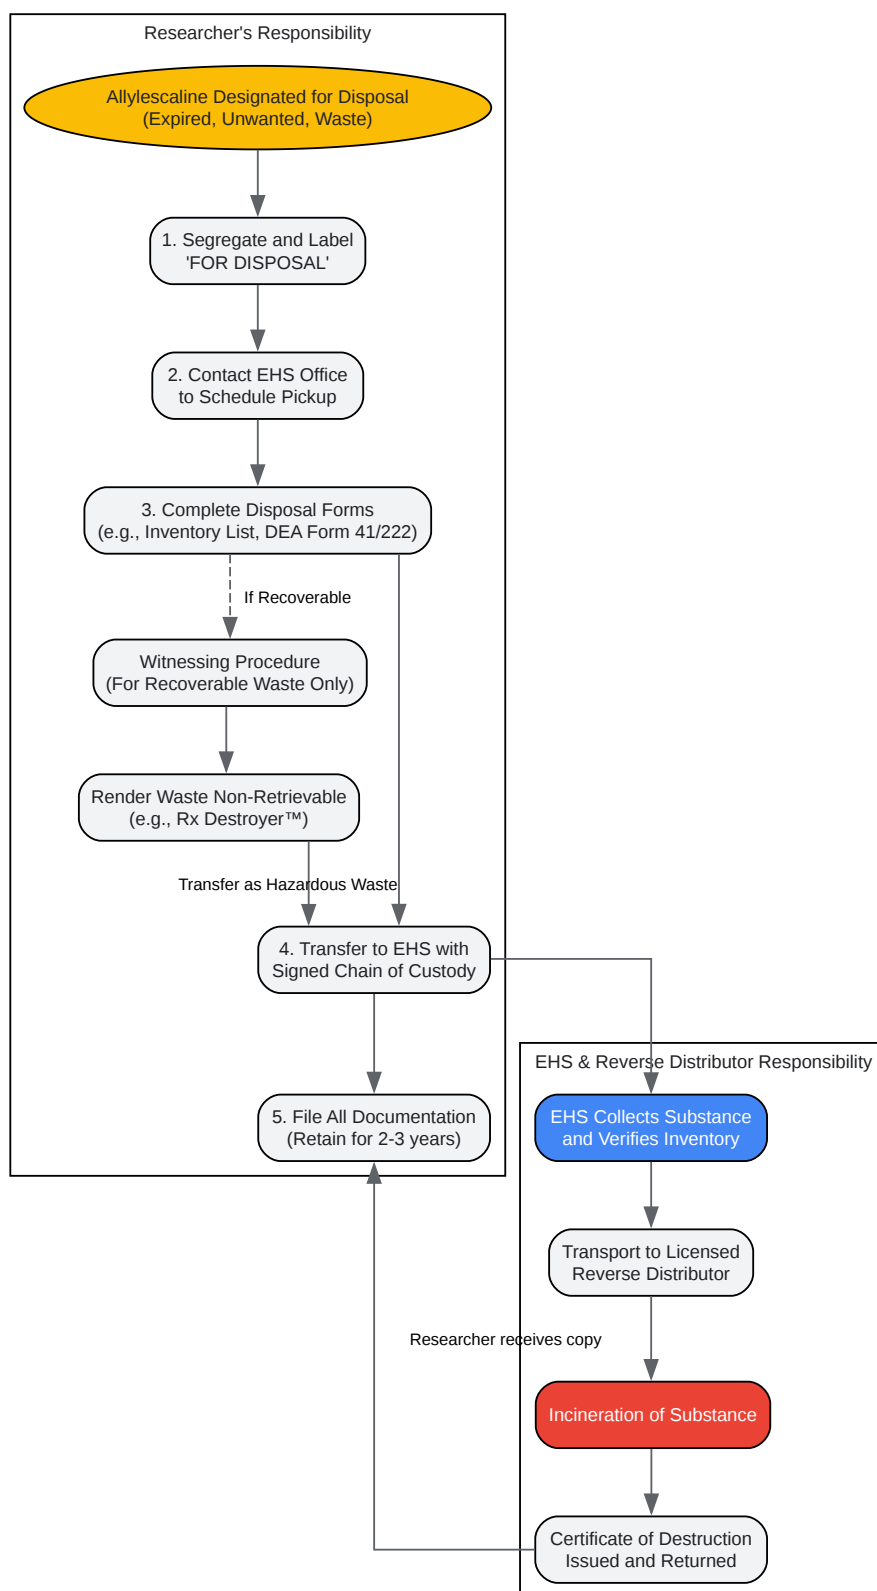 Researcher's Responsibility
Allylescaline Designated for Disposal
(Expired, Unwanted, Waste)
1. Segregate and Label
'FOR DISPOSAL'
2. Contact EHS Office
to Schedule Pickup
3. Complete Disposal Forms
(e.g., Inventory List, DEA Form 41/222)
If Recoverable
Witnessing Procedure
(For Recoverable Waste Only)
Render Waste Non-Retrievable
(e.g., Rx Destroyer™)
Transfer as Hazardous Waste
4. Transfer to EHS with
Signed Chain of Custody
5. File All Documentation
(Retain for 2-3 years)
EHS & Reverse Distributor Responsibility
EHS Collects Substance
and Verifies Inventory
Transport to Licensed
Reverse Distributor
Researcher receives copy
Incineration of Substance
Certificate of Destruction
Issued and Returned